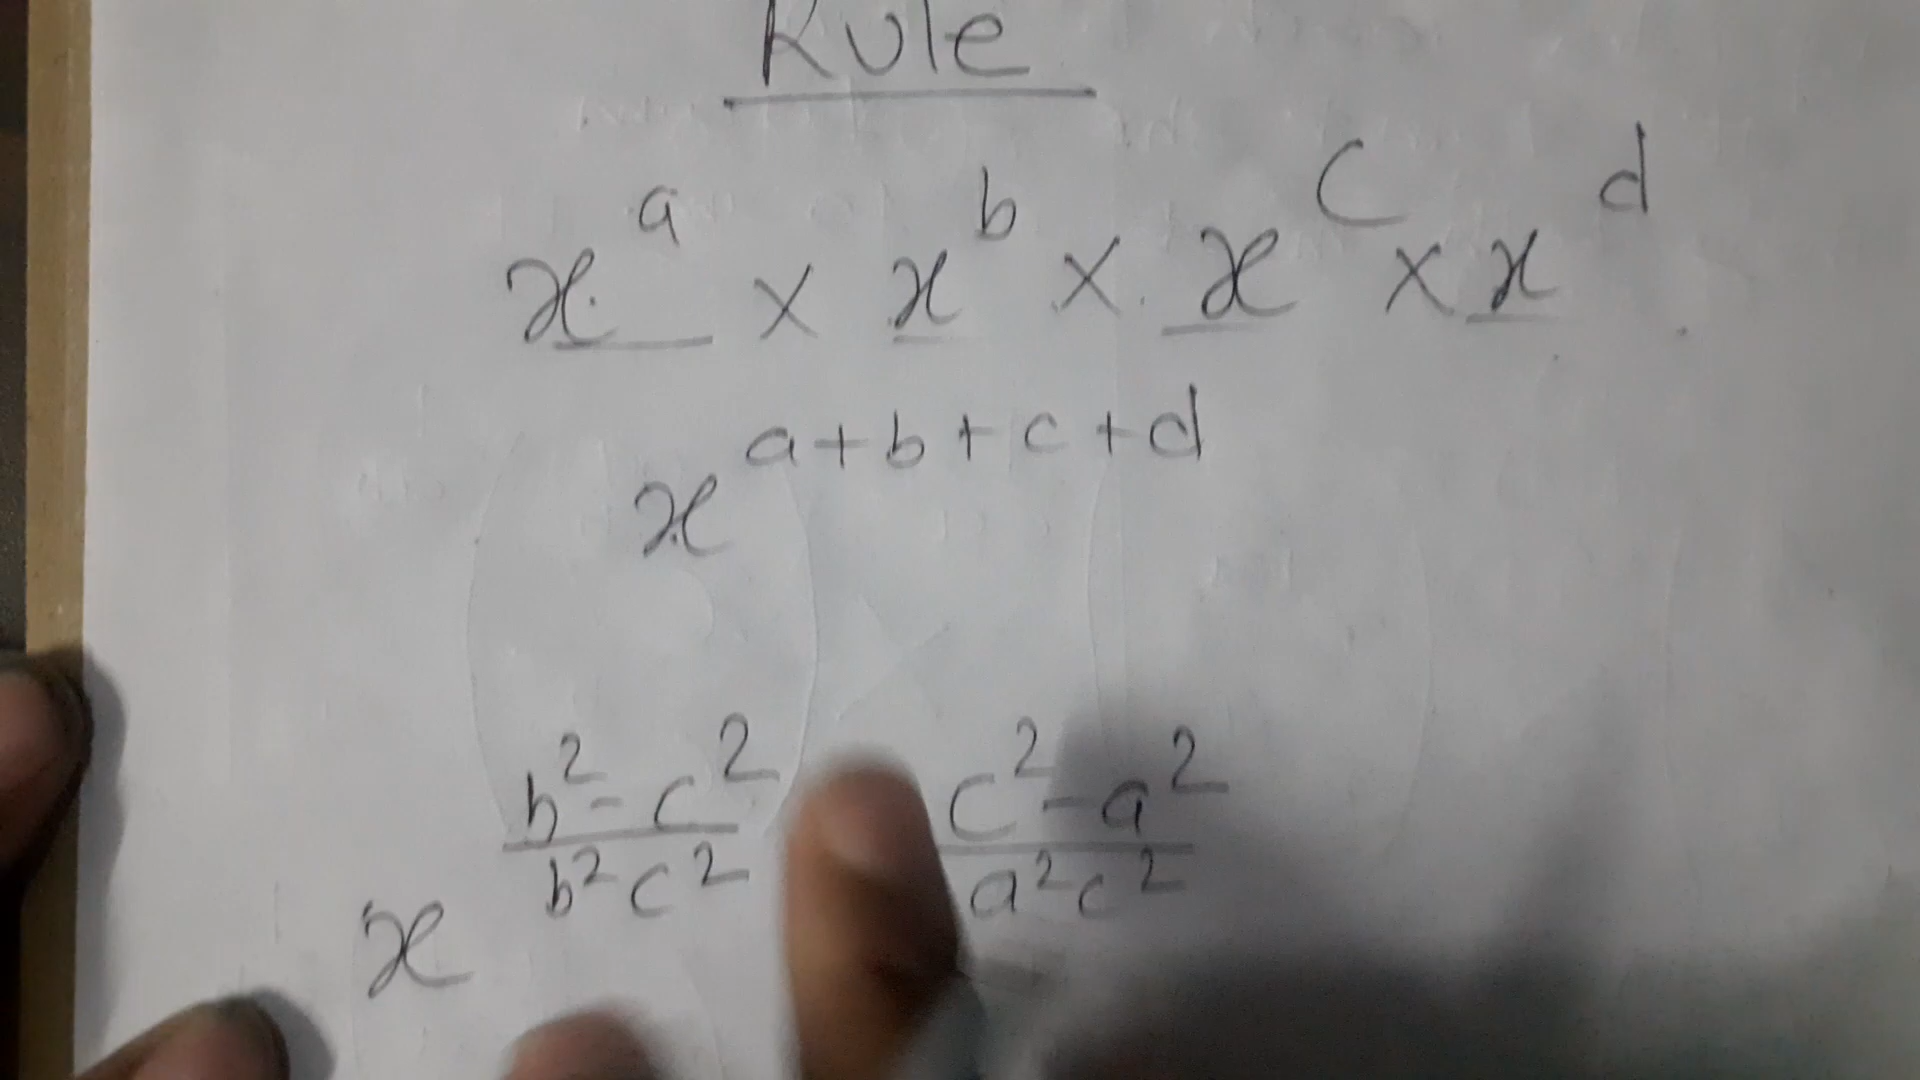 Rule
x^a × x^b × x^c × x^d
x^a+b+c+d
x^(b²-c²)/(b²c²) (c²-a²)/(a²c²)